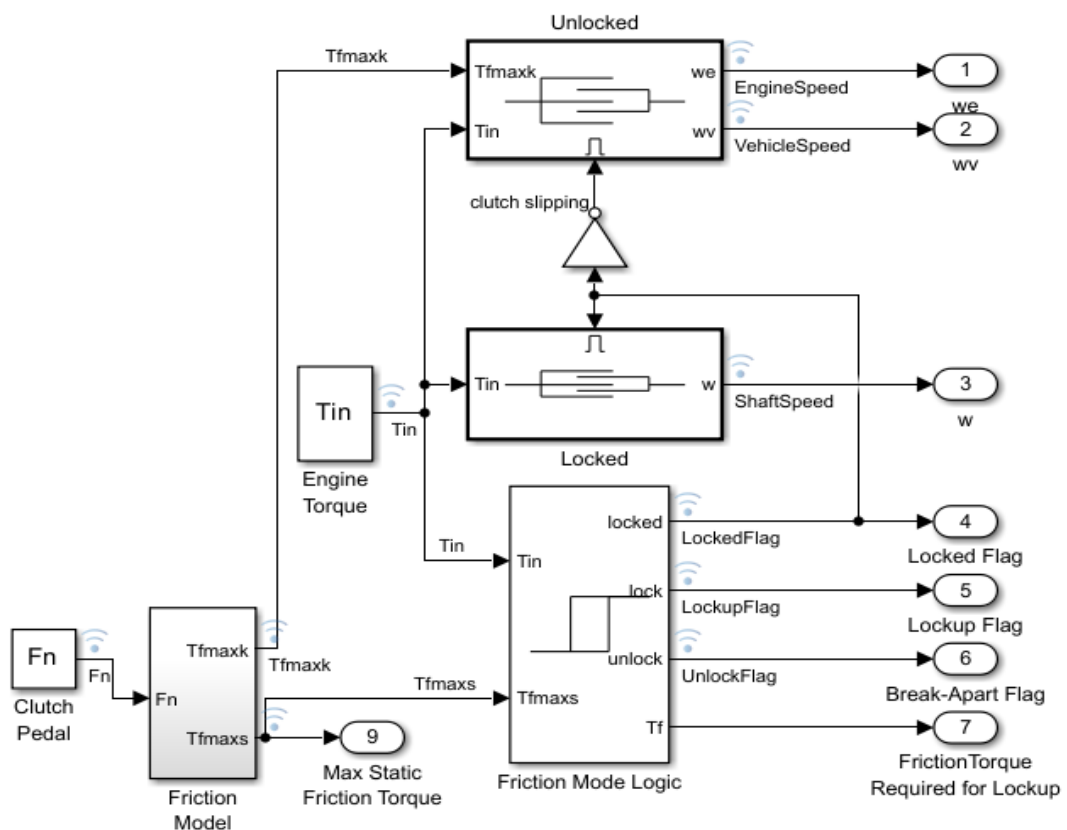 Unlocked
Tfmaxk
Tfmaxk
we
EngineSpeed
1
we
Tin
wv
VehicleSpeed
2
wv
clutch slipping
Tin
w
ShaftSpeed
3
w
Locked
Tin
Tin
Engine
Torque
locked
LockedFlag
4
Locked Flag
Tin
Tin
lock
LockupFlag
5
Lockup Flag
unlock
UnlockFlag
6
Break-Apart Flag
Tfmaxs
Tfmaxs
Tf
7
FrictionTorque
Required for Lockup
Friction Mode Logic
Fn
Fn
Clutch
Pedal
Fn
Tfmaxk
Tfmaxk
Tfmaxs
9
Max Static
Friction Torque
Friction
Model